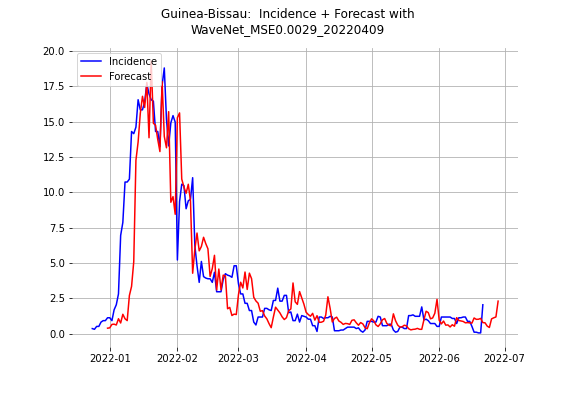 Guinea-Bissau:  Incidence + Forecast with
WaveNet_MSE0.0029_20220409
Incidence
Forecast
20.0
17.5
15.0
12.5
10.0
7.5
5.0
2.5
0.0
2022-01 2022-02 2022-03 2022-04 2022-05 2022-06 2022-07